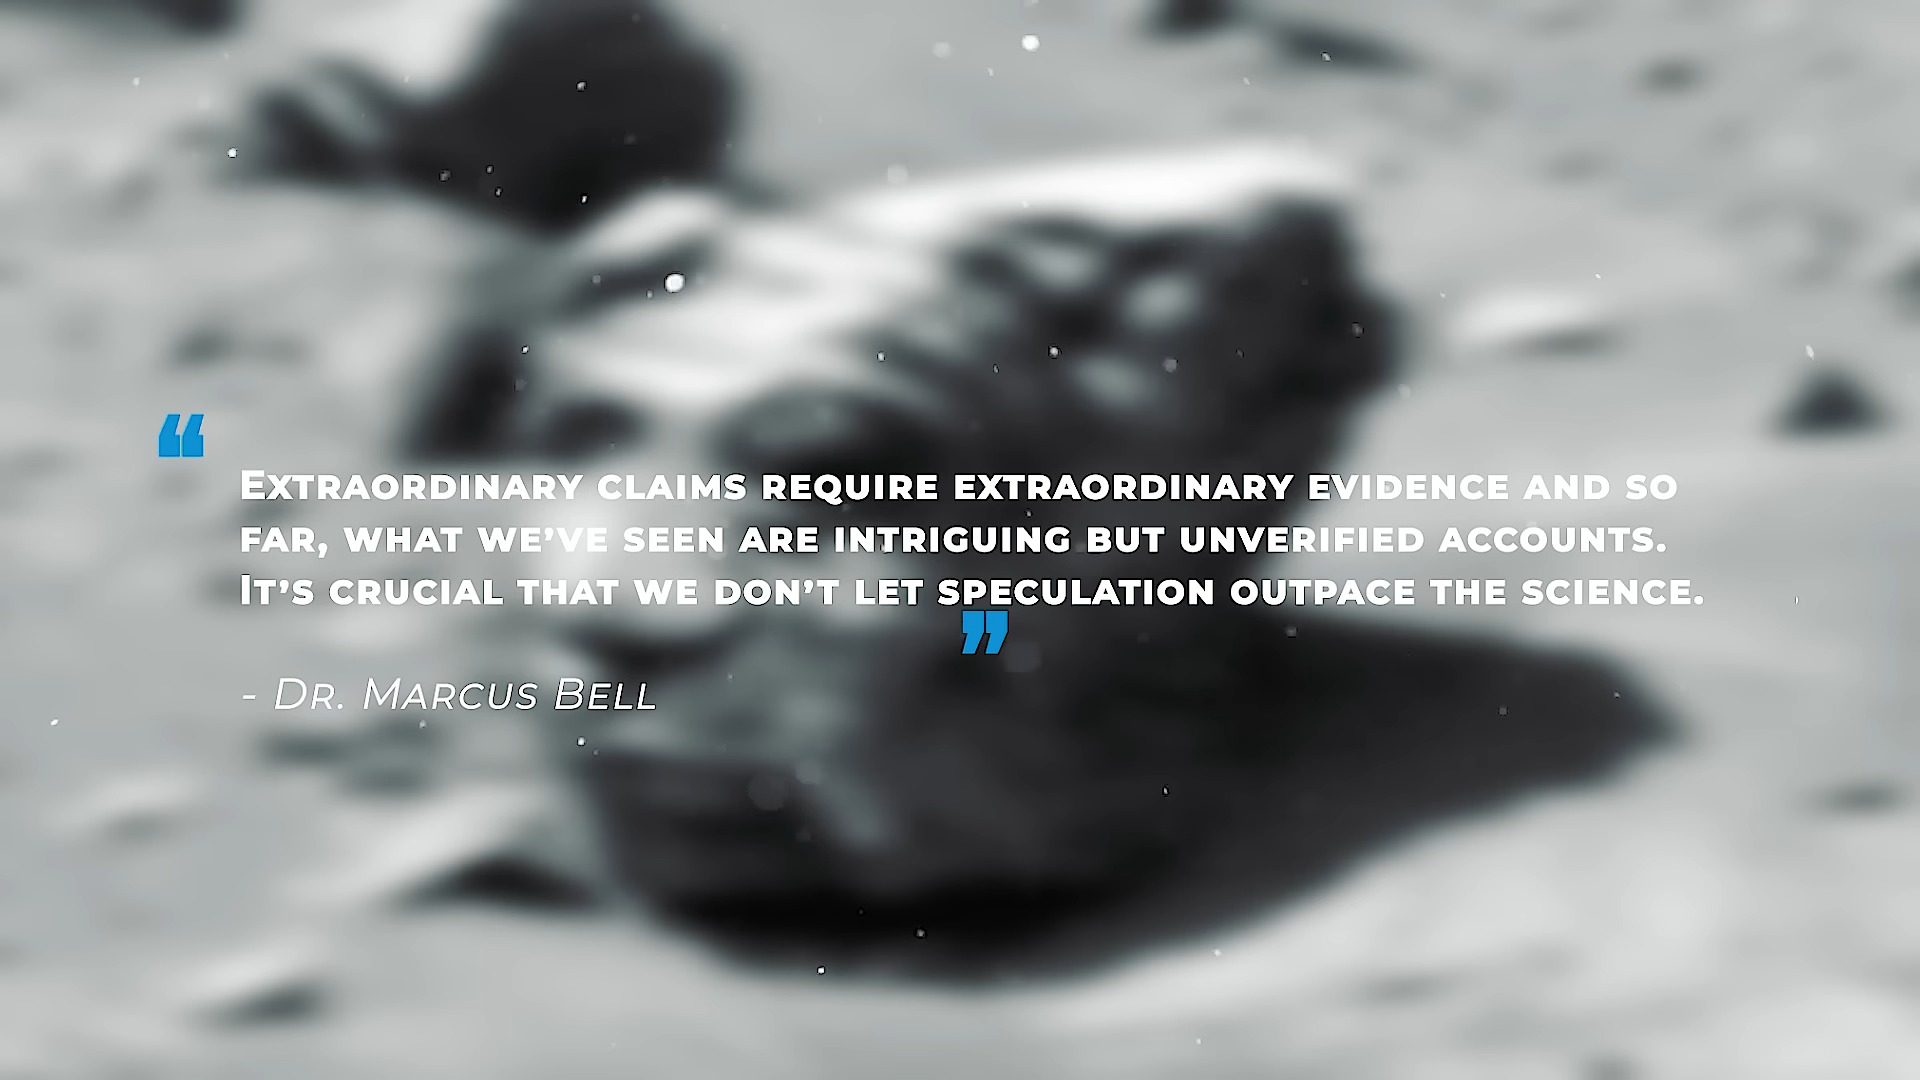 “
Extraordinary claims require extraordinary evidence and so
far, what we’ve seen are intriguing but unverified accounts.
It’s crucial that we don’t let speculation outpace the science.
”
- Dr. Marcus Bell